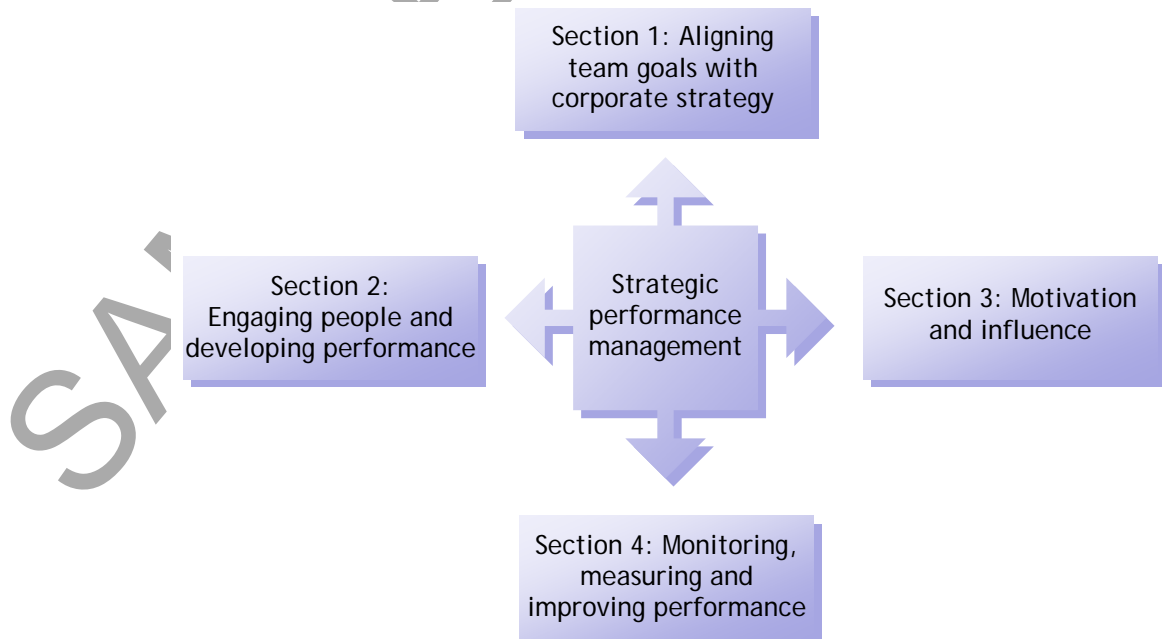 Section 1: Aligning
team goals with
corporate strategy
Section 2:
Engaging people and
developing performance
Strategic
performance
management
Section 3: Motivation
and influence
Section 4: Monitoring,
measuring and
improving performance
SA